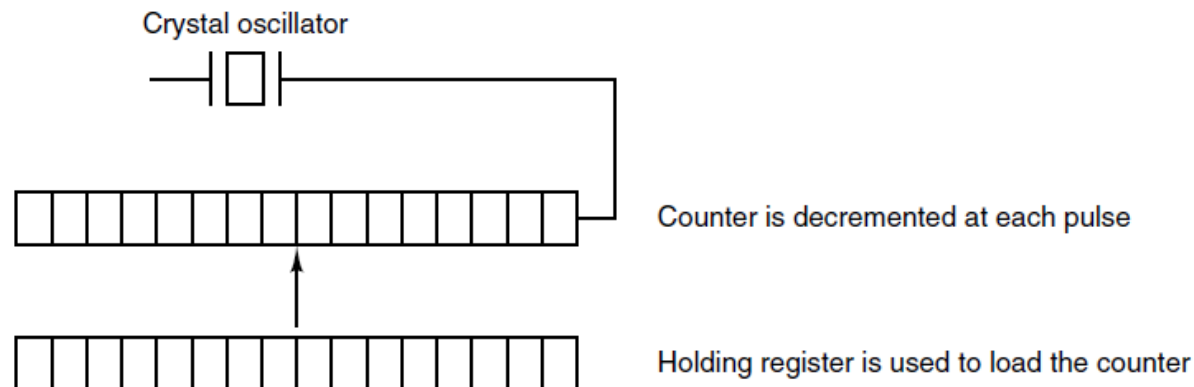 Crystal oscillator
Counter is decremented at each pulse
Holding register is used to load the counter